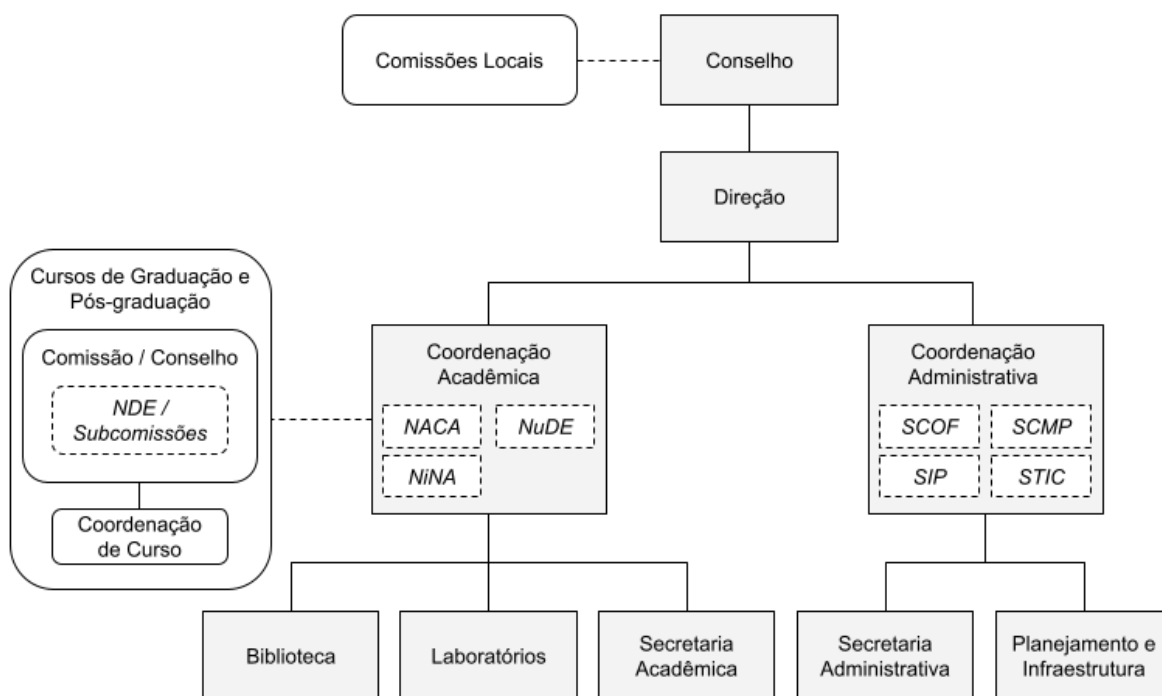 Comissões Locais
Conselho
Direção
Cursos de Graduação e
Pós-graduação
Comissão / Conselho
NDE /
Subcomissões
Coordenação
de Curso
Coordenação
Acadêmica
NACA
NuDE
NiNA
Coordenação
Administrativa
SCOF
SCMP
SIP
STIC
Biblioteca
Laboratórios
Secretaria
Acadêmica
Secretaria
Administrativa
Planejamento e
Infraestrutura